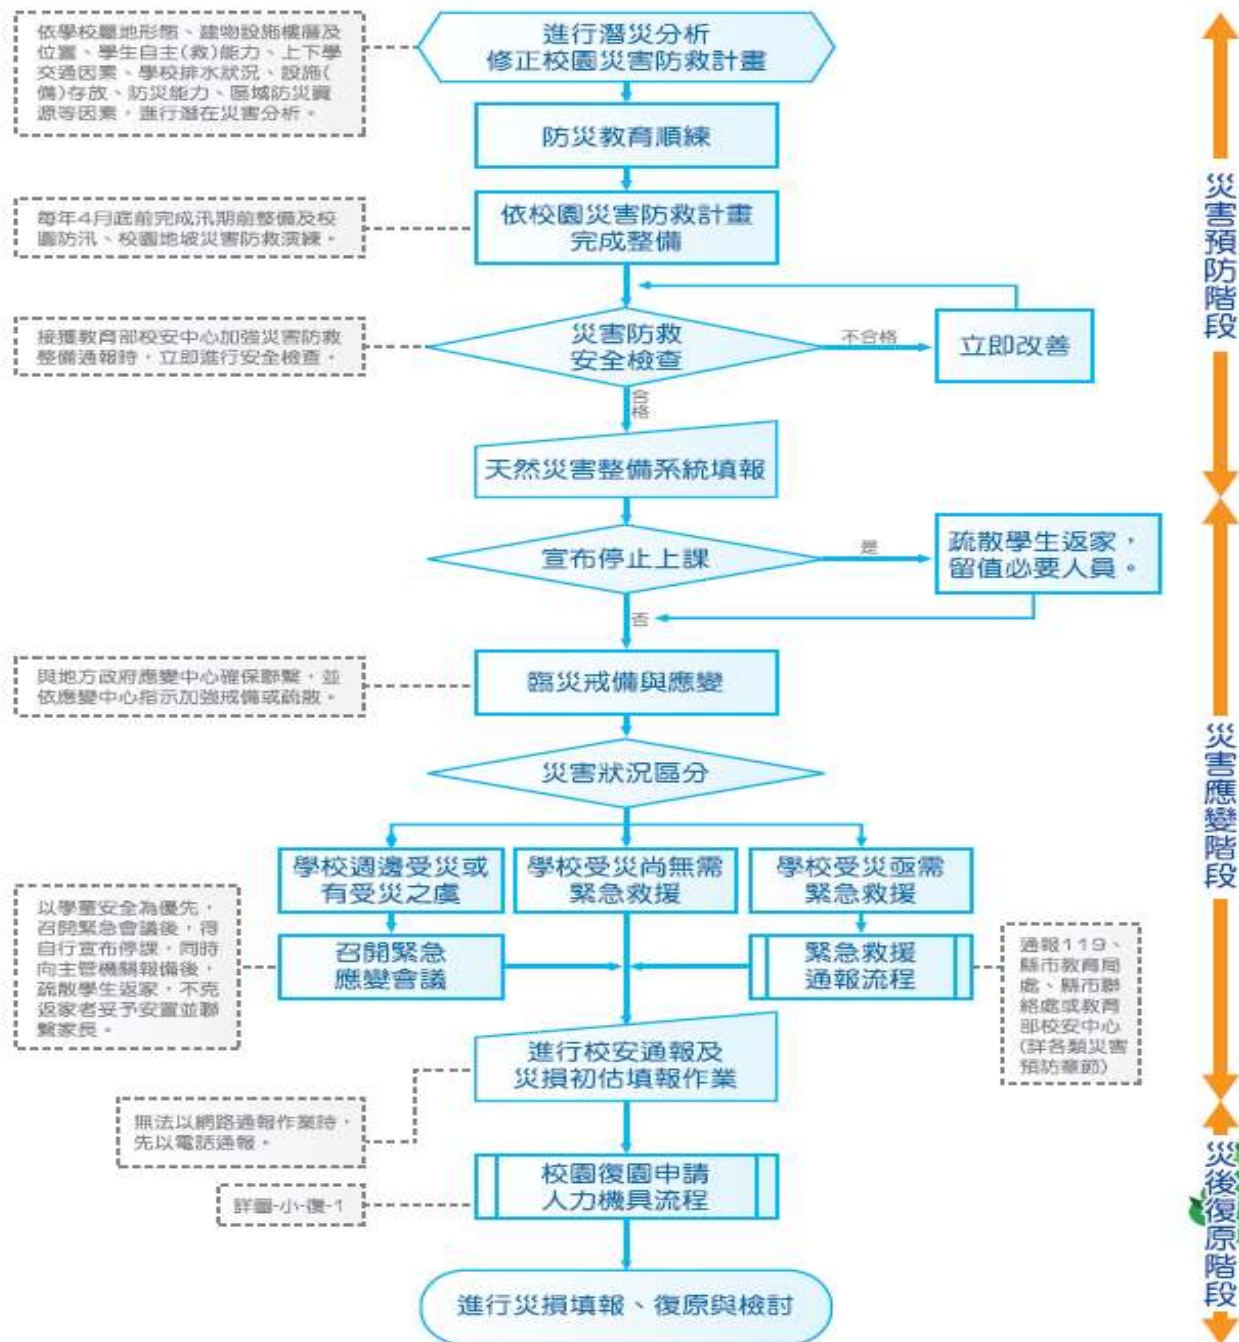 依學校屬地形態、建物設施樓層及
位置、學生自主(救)能力、上下學
交通因素、學校排水狀況、設施(
備)存放、防災能力、區域防災資
源等因素，進行潛在災害分析。
進行潛災分析
修正校園災害防救計畫
防災教育順練
每年4月底前完成汛期前整備及校
園防汛、校園地坡災害防救演練。
依校園災害防救計畫
完成整備
接獲教育部校安中心加強災害防救
整備通報時，立即進行安全檢查。
災害防救
安全檢查
不合格
立即改善
合格
天然災害整備系統填報
災害預防階段
宣布停止上課
是
疏散學生返家，
留值必要人員。
否
與地方政府應變中心確保聯繫，並
依應變中心指示加強戒備或疏散。
臨災戒備與應變
災害狀況區分
學校週邊受災或
有受災之虞
學校受災尚無需
緊急救援
學校受災亟需
緊急救援
以學童安全為優先，
召開緊急會議後，得
自行宣布停課，同時
向主管機關報備後，
疏散學生返家，不克
返家者妥予安置並聯
繫家長。
召開緊急
應變會議
緊急救援
通報流程
通報119、
縣市教育局
處、縣市聯
絡處或教育
部校安中心
(詳各類災害
預防章節)
災害應變階段
進行校安通報及
災損初估填報作業
無法以網路通報作業時，
先以電話通報。
校園復園申請
人力機具流程
詳圖-小-復-1
進行災損填報、復原與檢討
災後復原階段